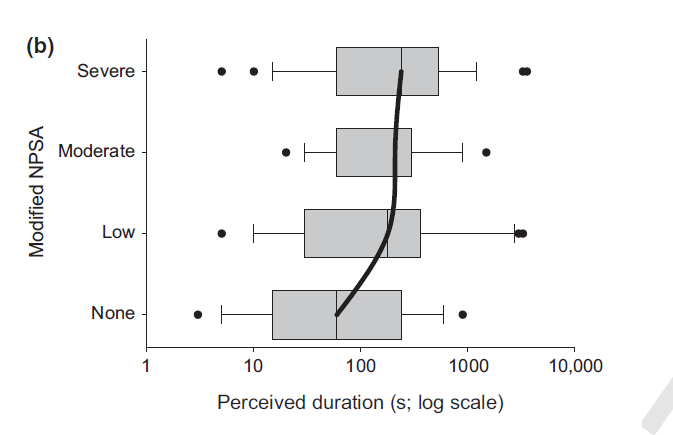 (b)
Modified NPSA
Severe
Moderate
Low
None
1
10
100
1000
10,000
Perceived duration (s; log scale)